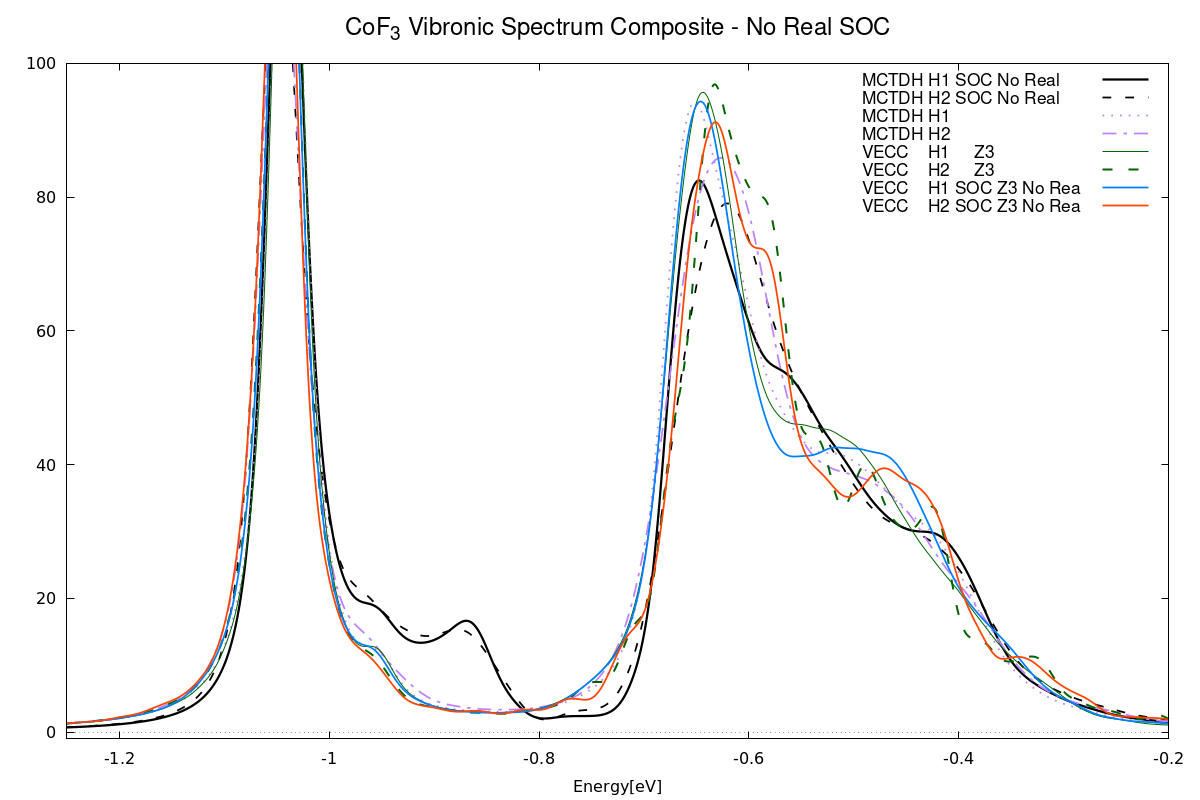 CoF3 Vibronic Spectrum Composite - No Real SOC
MCTDH H1 SOC No Real
MCTDH H2 SOC No Real
MCTDH H1
MCTDH H2
VECC H1 Z3
VECC H2 Z3
VECC H1 SOC Z3 No Rea
VECC H2 SOC Z3 No Rea
100
80
60
40
20
0
-1.2 -1 -0.8 -0.6 -0.4 -0.2
Energy[eV]